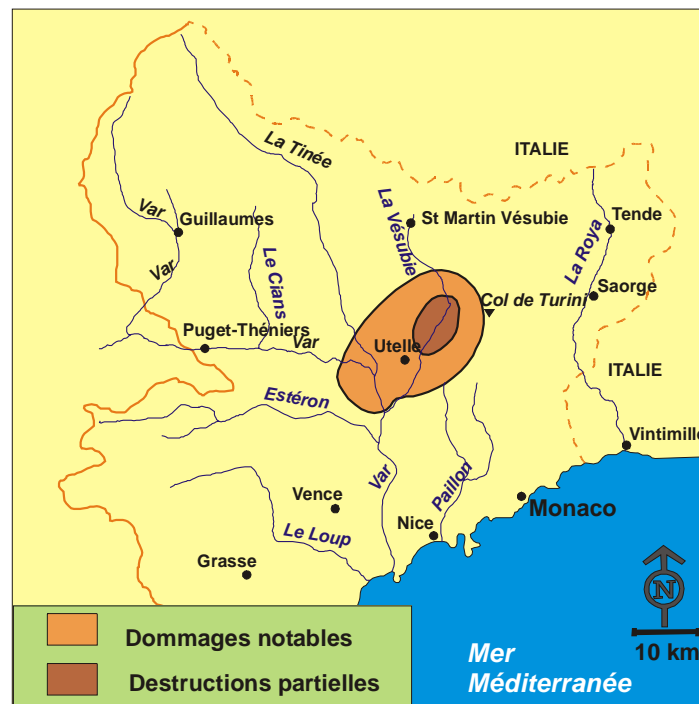 La Tinée
ITALIE
Var
Guillaumes
La Vésubie
St Martin Vésubie
Tende
La Roya
Var
Le Cians
Saorge
Col de Turini
Puget-Théniers
Var
Utelle
ITALIE
Estéron
Vintimille
Var
Paillon
Vence
Monaco
Le Loup
Nice
Grasse
N
Dommages notables
10 km
Destructions partielles
Mer
Méditerranée